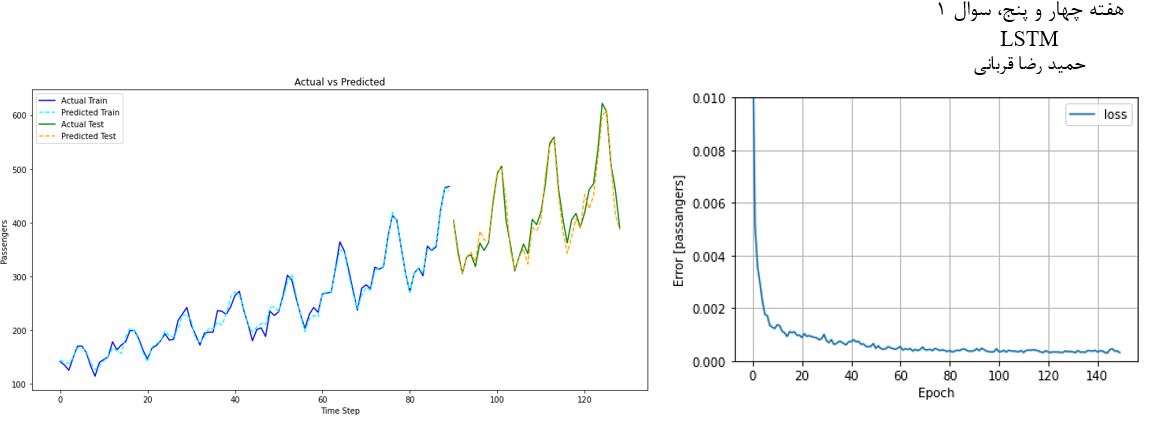 هفته چهار و پنج، سوال ۱
LSTM
حمید رضا قربانی
Actual vs Predicted
Actual Train
Predicted Train
Actual Test
Predicted Test
Passengers
600
500
400
300
200
100
0
20
40
60
80
100
120
Time Step
loss
Error [passangers]
0.010
0.008
0.006
0.004
0.002
0.000
0
20
40
60
80
100
120
140
Epoch